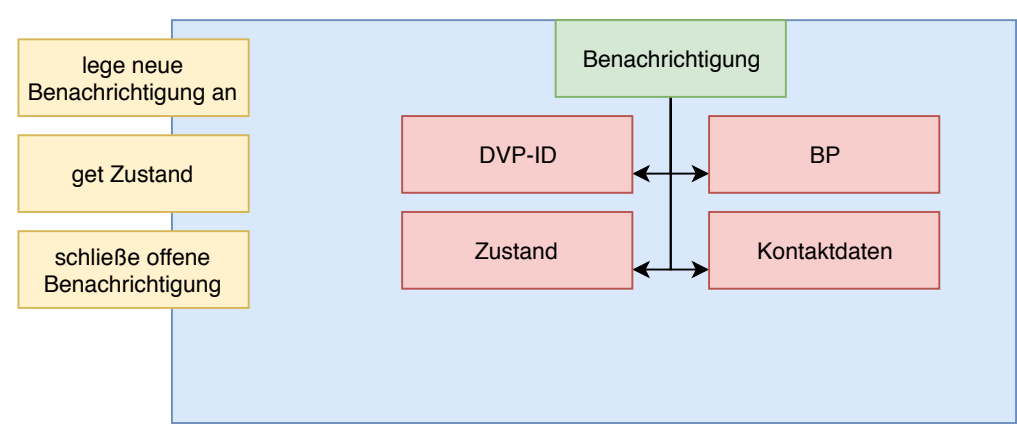 lege neue
Benachrichtigung an
get Zustand
schließe offene
Benachrichtigung
Benachrichtigung
DVP-ID
BP
Zustand
Kontaktdaten